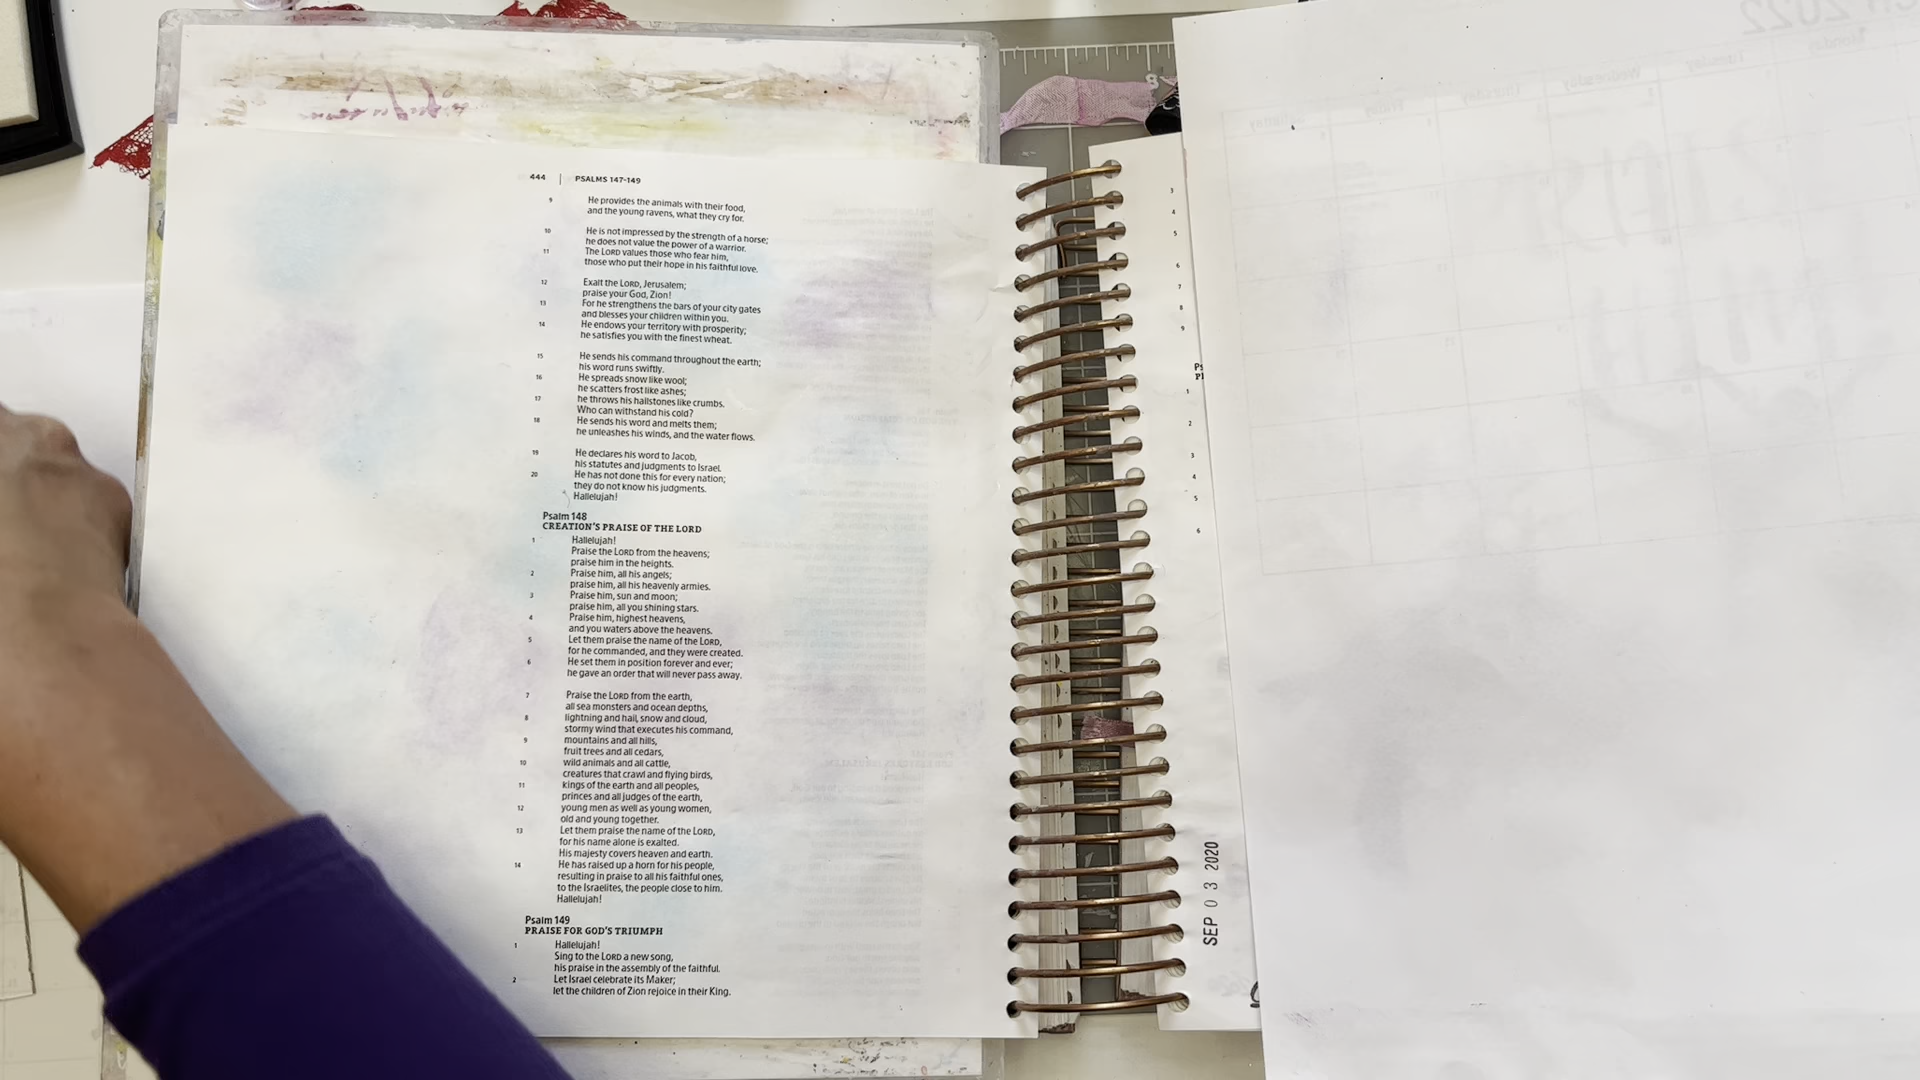 444 | PSALMS 147-149
9 He provides the animals with their food,
and the young ravens, what they cry for.
10 He is not impressed by the strength of a horse;
he does not value the power of a warrior.
11 The LORD values those who fear him,
those who put their hope in his faithful love.
12 Exalt the LORD, Jerusalem;
praise your God, Zion!
13 For he strengthens the bars of your city gates
and blesses your children within you.
14 He endows your territory with prosperity;
he satisfies you with the finest wheat.
15 He sends his command throughout the earth;
his word runs swiftly.
16 He spreads snow like wool;
he scatters frost like ashes;
17 he throws his hailstones like crumbs.
Who can withstand his cold?
18 He sends his word and melts them;
he unleashes his winds, and the water flows.
19 He declares his word to Jacob,
his statutes and judgments to Israel.
20 He has not done this for every nation;
they do not know his judgments.
Hallelujah!
Psalm 148
CREATION'S PRAISE OF THE LORD
1 Hallelujah!
Praise the LORD from the heavens;
praise him in the heights.
2 Praise him, all his angels;
praise him, all his heavenly armies.
3 Praise him, sun and moon;
praise him, all you shining stars.
4 Praise him, highest heavens,
and you waters above the heavens.
5 Let them praise the name of the LORD,
for he commanded, and they were created.
6 He set them in position forever and ever;
he gave an order that will never pass away.
7 Praise the LORD from the earth,
all sea monsters and ocean depths,
8 lightning and hail, snow and cloud,
stormy wind that executes his command,
9 mountains and all hills,
fruit trees and all cedars,
10 wild animals and all cattle,
creatures that crawl and flying birds,
11 kings of the earth and all peoples,
princes and all judges of the earth,
12 young men as well as young women,
old and young together.
13 Let them praise the name of the LORD,
for his name alone is exalted.
His majesty covers heaven and earth.
14 He has raised up a horn for his people,
resulting in praise to all his faithful ones,
to the Israelites, the people close to him.
Hallelujah!
Psalm 149
PRAISE FOR GOD'S TRIUMPH
1 Hallelujah!
Sing to the LORD a new song,
his praise in the assembly of the faithful.
2 Let Israel celebrate its Maker;
let the children of Zion rejoice in their King.
8
3
4
5
6
7
8
9
Ps
1
2
3
4
5
6
SEP 0 3 2020
2022
Monday
Tuesday
Wednesday
Thursday
Friday
Saturday